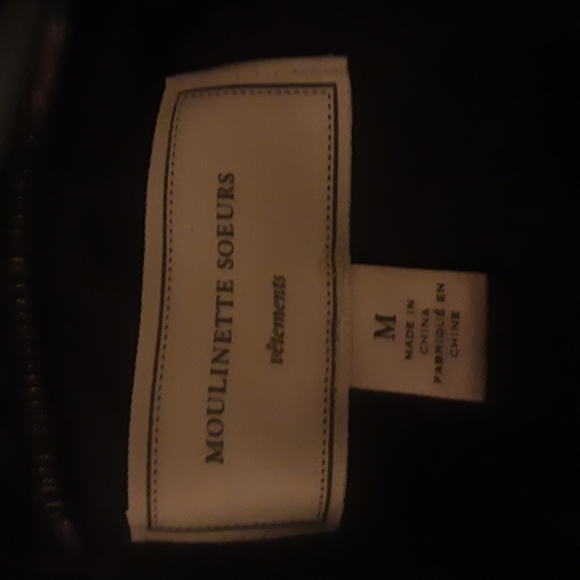 MOULINETTE SOEURS
vêtements
M
MADE IN
CHINA
FABRIQUÉ EN
CHINE